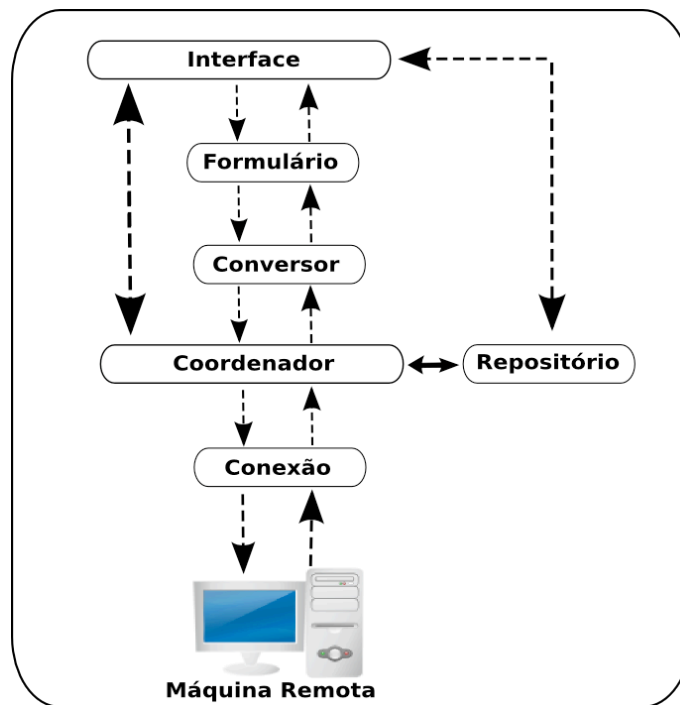 Interface
Formulário
Conversor
Coordenador
Repositório
Conexão
Máquina Remota